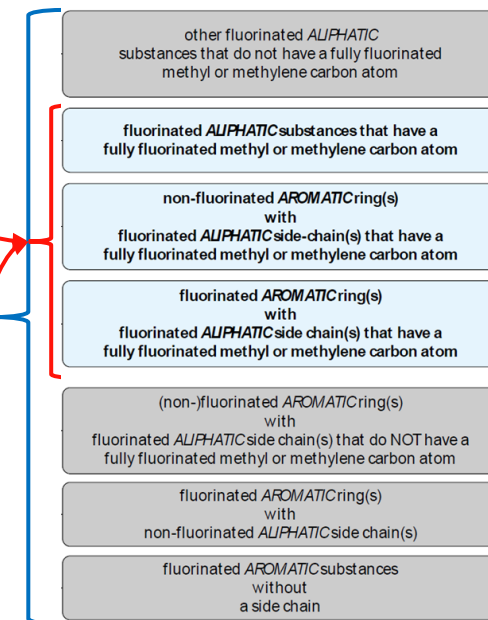 other fluorinated ALIPHATIC
substances that do not have a fully fluorinated
methyl or methylene carbon atom
fluorinated ALIPHATIC substances that have a
fully fluorinated methyl or methylene carbon atom
non-fluorinated AROMATIC ring(s)
with
fluorinated ALIPHATIC side-chain(s) that have a
fully fluorinated methyl or methylene carbon atom
fluorinated AROMATIC ring(s)
with
fluorinated ALIPHATIC side chain(s) that have a
fully fluorinated methyl or methylene carbon atom
(non-)fluorinated AROMATIC ring(s)
with
fluorinated ALIPHATIC side chain(s) that do NOT have a
fully fluorinated methyl or methylene carbon atom
fluorinated AROMATIC ring(s)
with
non-fluorinated ALIPHATIC side chain(s)
fluorinated AROMATIC substances
without
a side chain